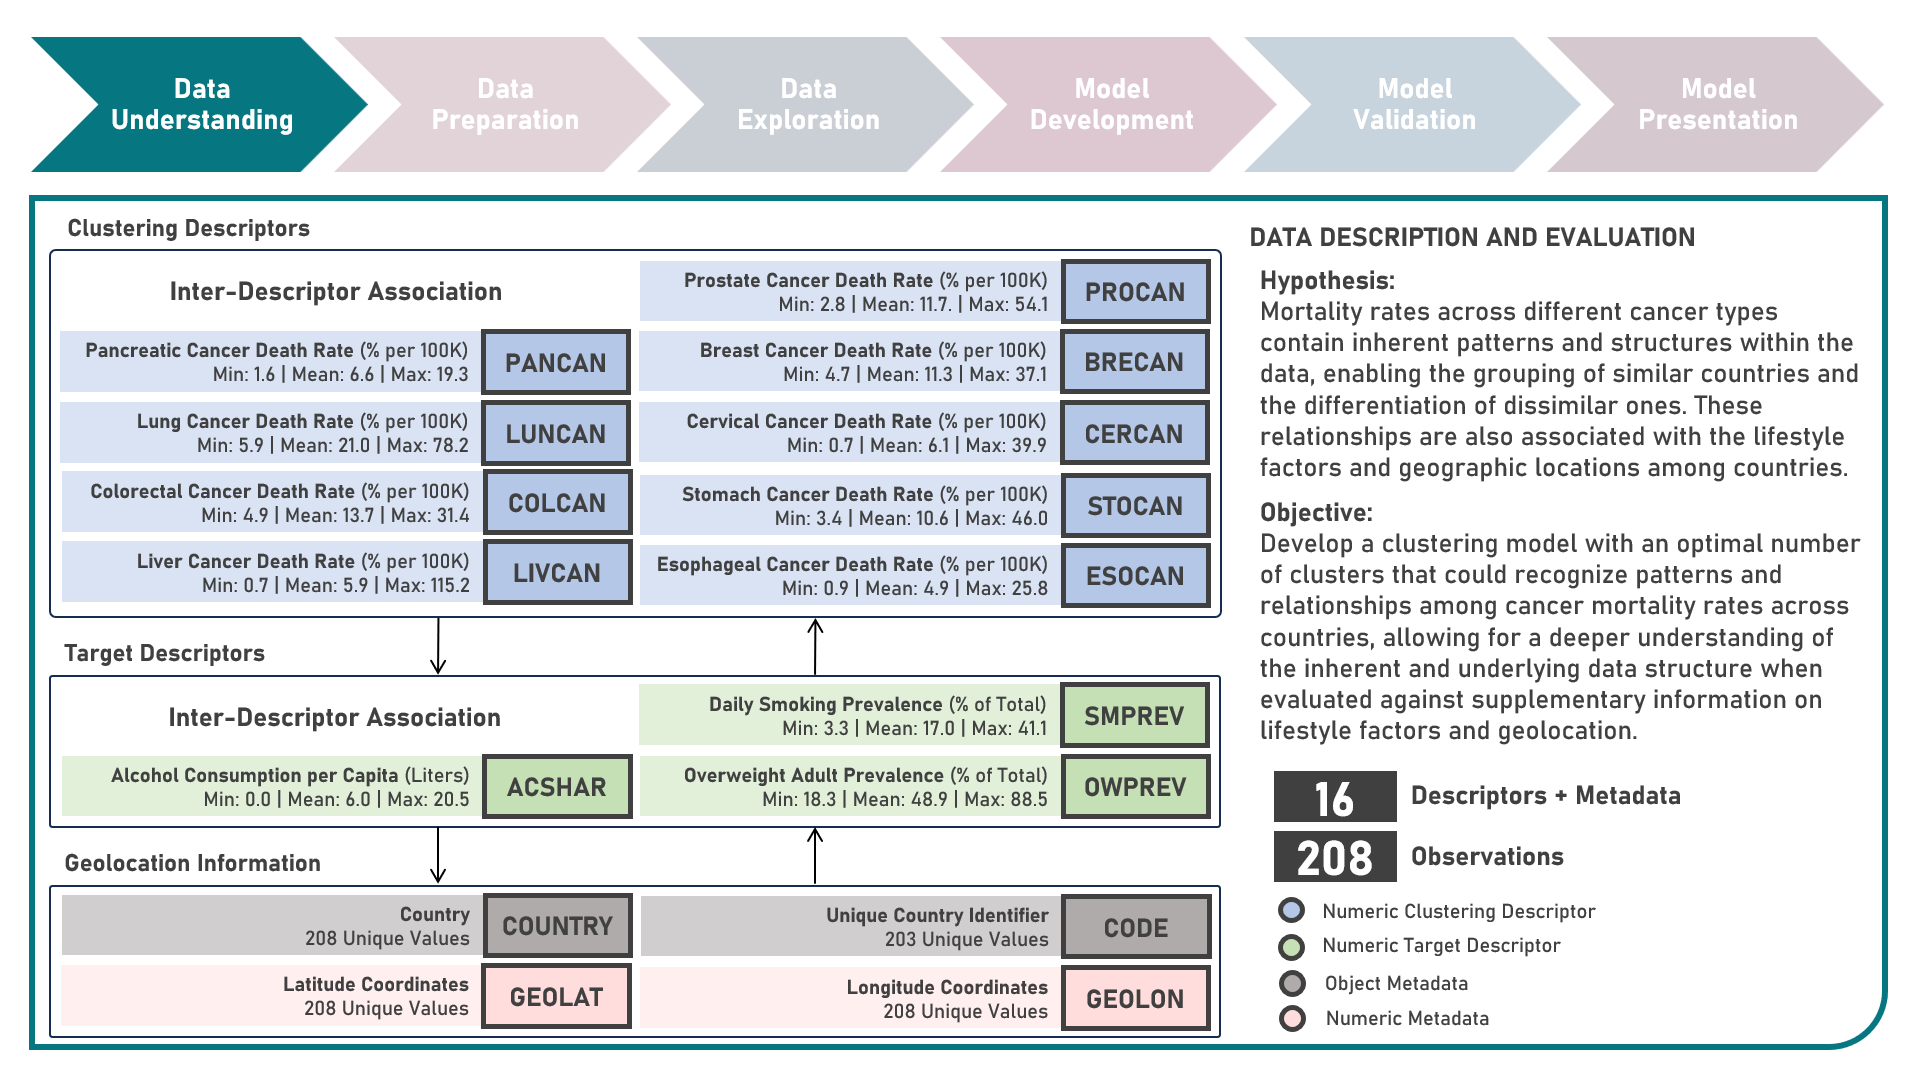 Data
Understanding
Data
Preparation
Data
Exploration
Model
Development
Model
Validation
Model
Presentation
Clustering Descriptors
Inter-Descriptor Association
Prostate Cancer Death Rate (% per 100K)
Min: 2.8 | Mean: 11.7. | Max: 54.1
PROCAN
Pancreatic Cancer Death Rate (% per 100K)
Min: 1.6 | Mean: 6.6 | Max: 19.3
PANCAN
Breast Cancer Death Rate (% per 100K)
Min: 4.7 | Mean: 11.3 | Max: 37.1
BRECAN
Lung Cancer Death Rate (% per 100K)
Min: 5.9 | Mean: 21.0 | Max: 78.2
LUNCAN
Cervical Cancer Death Rate (% per 100K)
Min: 0.7 | Mean: 6.1 | Max: 39.9
CERCAN
Colorectal Cancer Death Rate (% per 100K)
Min: 4.9 | Mean: 13.7 | Max: 31.4
COLCAN
Stomach Cancer Death Rate (% per 100K)
Min: 3.4 | Mean: 10.6 | Max: 46.0
STOCAN
Liver Cancer Death Rate (% per 100K)
Min: 0.7 | Mean: 5.9 | Max: 115.2
LIVCAN
Esophageal Cancer Death Rate (% per 100K)
Min: 0.9 | Mean: 4.9 | Max: 25.8
ESOCAN
Target Descriptors
Inter-Descriptor Association
Daily Smoking Prevalence (% of Total)
Min: 3.3 | Mean: 17.0 | Max: 41.1
SMPREV
Alcohol Consumption per Capita (Liters)
Min: 0.0 | Mean: 6.0 | Max: 20.5
ACSHAR
Overweight Adult Prevalence (% of Total)
Min: 18.3 | Mean: 48.9 | Max: 88.5
OWPREV
Geolocation Information
Country
208 Unique Values
COUNTRY
Unique Country Identifier
203 Unique Values
CODE
Latitude Coordinates
208 Unique Values
GEOLAT
Longitude Coordinates
208 Unique Values
GEOLON
DATA DESCRIPTION AND EVALUATION
Hypothesis:
Mortality rates across different cancer types
contain inherent patterns and structures within the
data, enabling the grouping of similar countries and
the differentiation of dissimilar ones. These
relationships are also associated with the lifestyle
factors and geographic locations among countries.
Objective:
Develop a clustering model with an optimal number
of clusters that could recognize patterns and
relationships among cancer mortality rates across
countries, allowing for a deeper understanding of
the inherent and underlying data structure when
evaluated against supplementary information on
lifestyle factors and geolocation.
16
Descriptors + Metadata
208
Observations
Numeric Clustering Descriptor
Numeric Target Descriptor
Object Metadata
Numeric Metadata